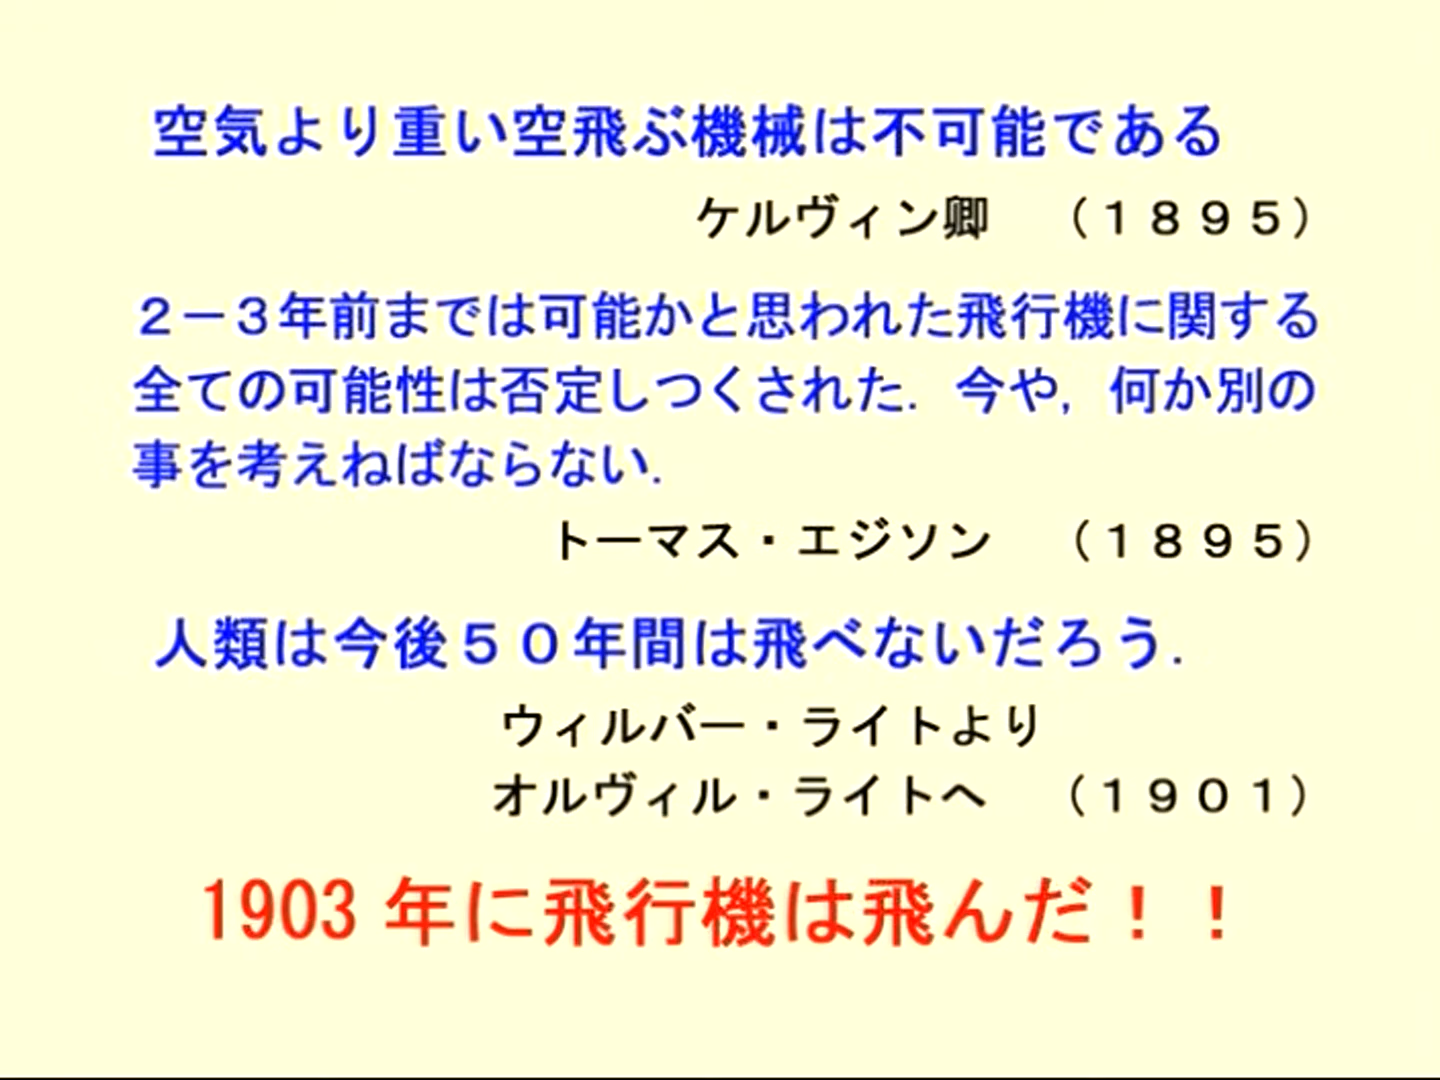 空気より重い空飛ぶ機械は不可能である
ケルヴィン卿　（１８９５）
２－３年前までは可能かと思われた飛行機に関する
全ての可能性は否定しつくされた．今や，何か別の
事を考えねばならない．
トーマス・エジソン　（１８９５）
人類は今後５０年間は飛べないだろう．
ウィルバー・ライトより
オルヴィル・ライトへ　（１９０１）
1903 年に飛行機は飛んだ！！